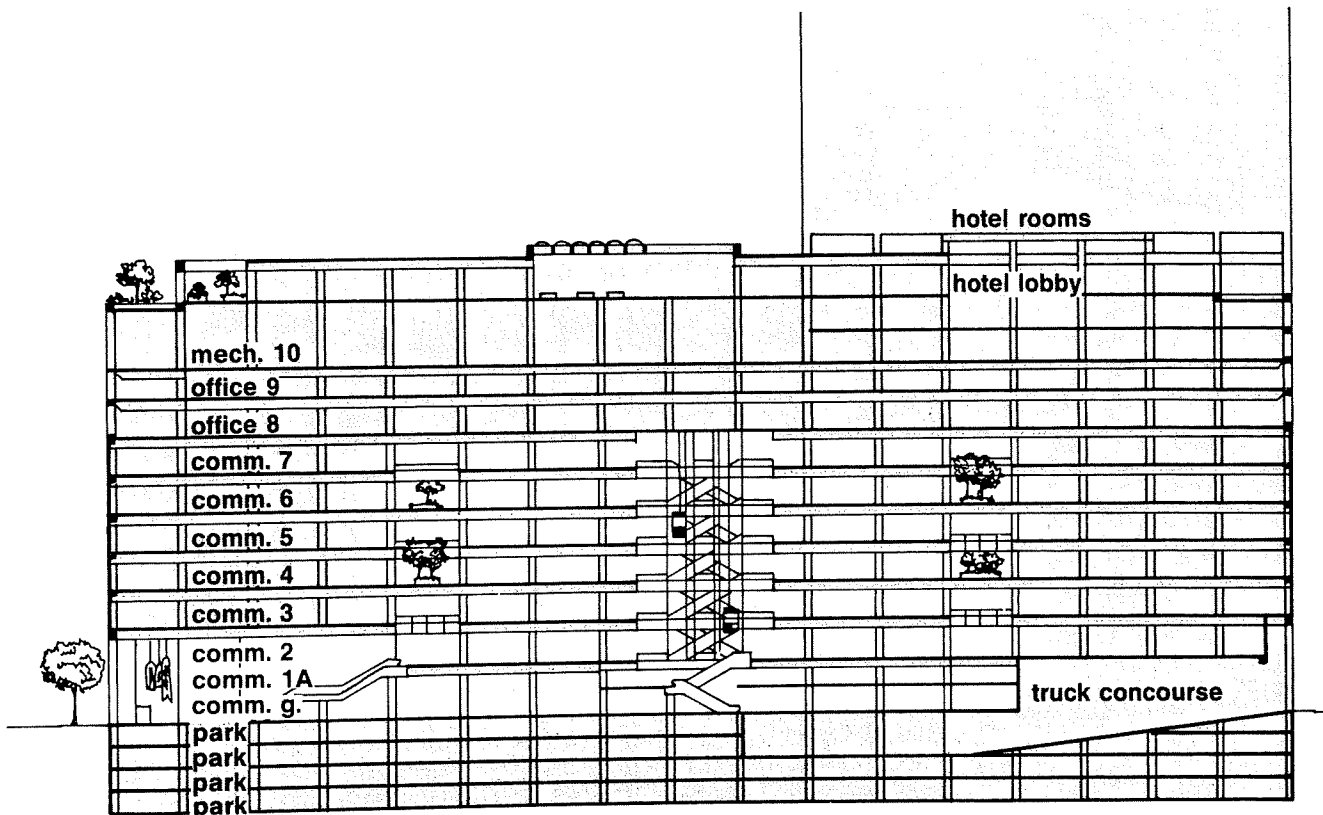 hotel rooms
hotel lobby
mech. 10
office 9
office 8
comm. 7
comm. 6
comm. 5
comm. 4
comm. 3
comm. 2
comm. 1A
comm. g.
truck concourse
park
park
park
park